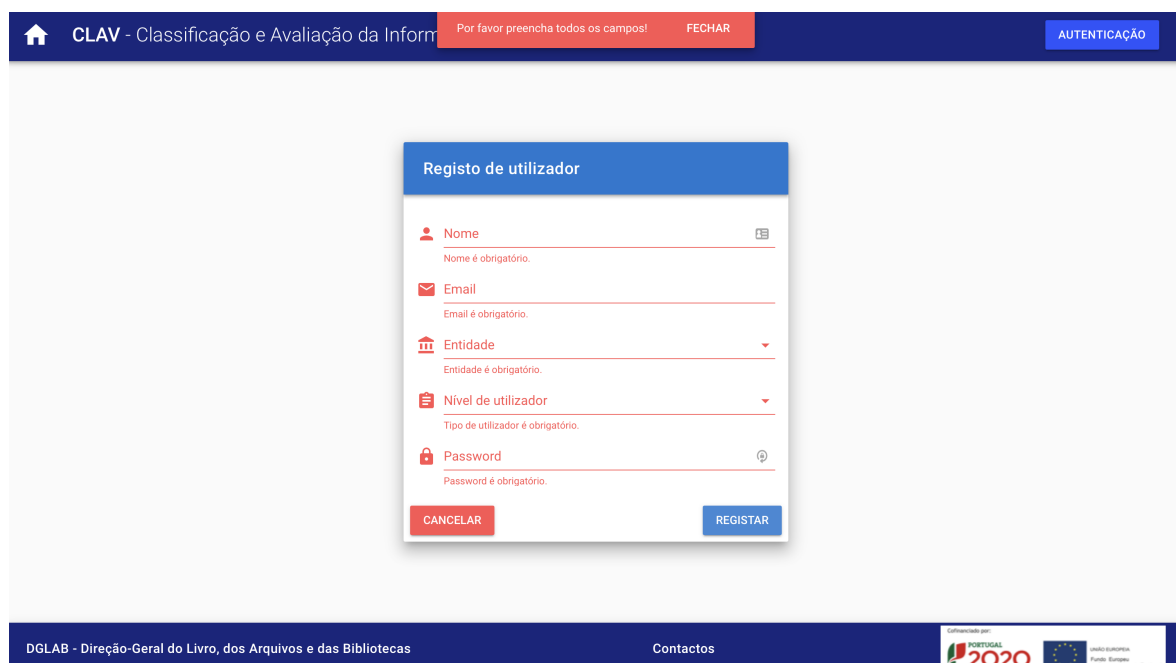 CLAV - Classificação e Avaliação da Inform
Por favor preencha todos os campos! FECHAR
AUTENTICAÇÃO
Registo de utilizador
Nome
Nome é obrigatório.
Email
Email é obrigatório.
Entidade
Entidade é obrigatório.
Nível de utilizador
Tipo de utilizador é obrigatório.
Password
Password é obrigatório.
CANCELAR REGISTAR
DGLAB - Direção-Geral do Livro, dos Arquivos e das Bibliotecas
Contactos
Cofinanciado por:
PORTUGAL
2020
UNIÃO EUROPEIA
Fundo Europeu